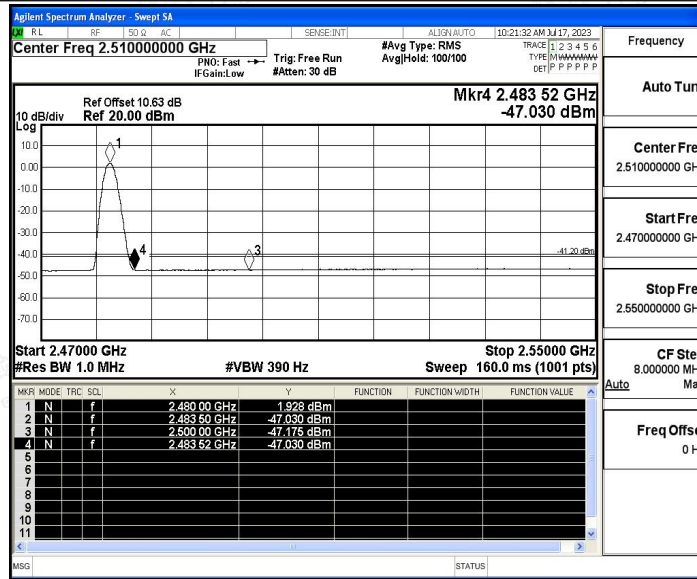 Agilent Spectrum Analyzer - Swept SA
RL RF 50 Ω AC SENSE:INT ALIGN AUTO 10:21:32 AM Jul 17, 2023
Center Freq 2.510000000 GHz
PNO: Fast
IFGain:Low
Trig: Free Run
#Atten: 30 dB
#Avg Type: RMS
Avg|Hold: 100/100
TRACE 1 2 3 4 5 6
TYPE M
DET P P P P P P
Frequency
Auto Tun
Center Fre
2.510000000 GH
Start Fre
2.470000000 GH
Stop Fre
2.550000000 GH
CF Ste
8.000000 MH
Auto Ma
Freq Offs
0 H
Mkr4 2.483 52 GHz
-47.030 dBm
Ref Offset 10.63 dB
10 dB/div Ref 20.00 dBm
Log
10.0
0.00
-10.0
-20.0
-30.0
-40.0
-50.0
-60.0
-70.0
1
4
3
-41.20 dBm
Start 2.47000 GHz Stop 2.55000 GHz
#Res BW 1.0 MHz #VBW 390 Hz Sweep 160.0 ms (1001 pts)
MKR MODE TRC SCL X Y FUNCTION FUNCTION WIDTH FUNCTION VALUE
1 N f 2.480 00 GHz 1.928 dBm
2 N f 2.483 50 GHz -47.030 dBm
3 N f 2.500 00 GHz -47.175 dBm
4 N f 2.483 52 GHz -47.030 dBm
5
6
7
8
9
10
11
MSG STATUS